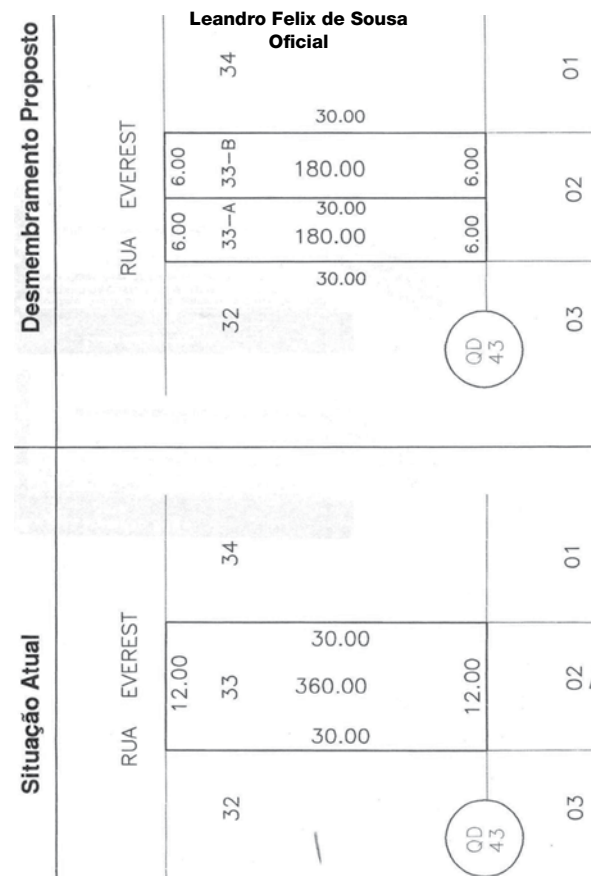 Leandro Felix de Sousa
Oficial
Situação Atual
RUA EVEREST
12.00
32
33
34
30.00
360.00
30.00
12.00
QD
43
03
02
01
Desmembramento Proposto
RUA EVEREST
6.00
6.00
32
33-A
33-B
34
30.00
180.00
30.00
180.00
30.00
6.00
6.00
QD
43
03
02
01